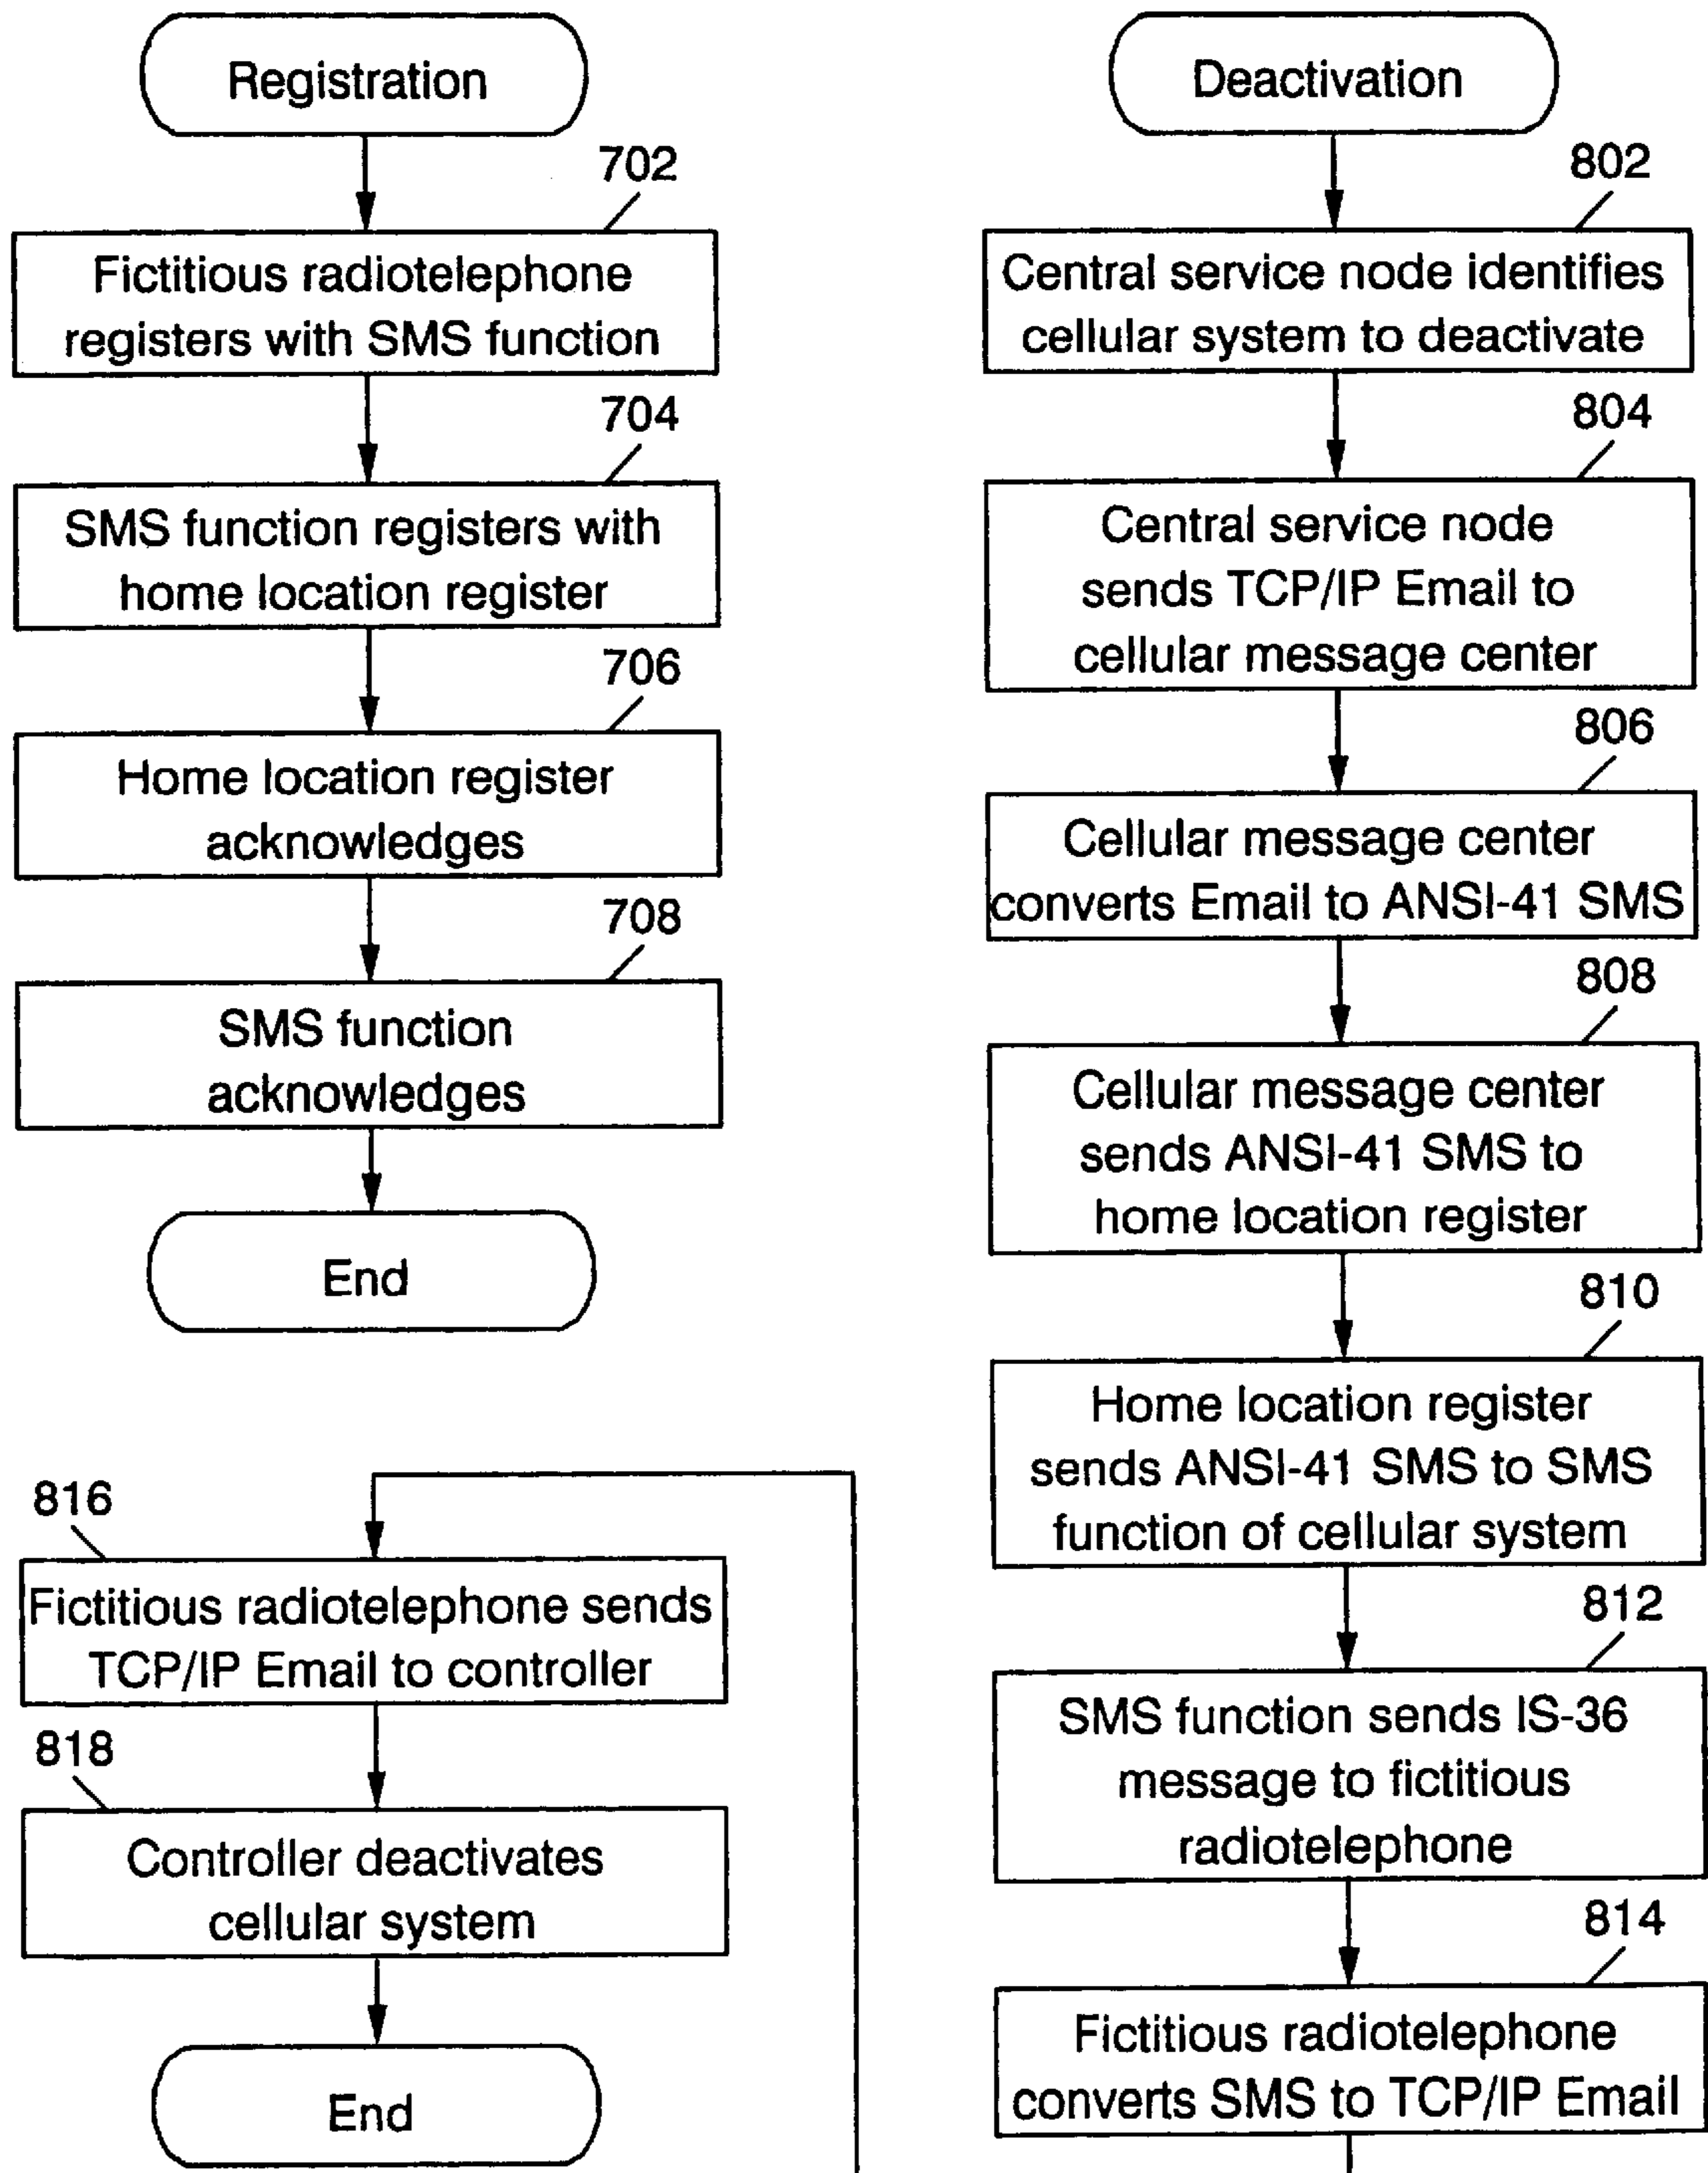 Registration
702
Fictitious radiotelephone
registers with SMS function
704
SMS function registers with
home location register
706
Home location register
acknowledges
708
SMS function
acknowledges
End
Deactivation
802
Central service node identifies
cellular system to deactivate
804
Central service node
sends TCP/IP Email to
cellular message center
806
Cellular message center
converts Email to ANSI-41 SMS
808
Cellular message center
sends ANSI-41 SMS to
home location register
810
Home location register
sends ANSI-41 SMS to SMS
function of cellular system
812
SMS function sends IS-36
message to fictitious
radiotelephone
814
Fictitious radiotelephone
converts SMS to TCP/IP Email
816
Fictitious radiotelephone sends
TCP/IP Email to controller
818
Controller deactivates
cellular system
End